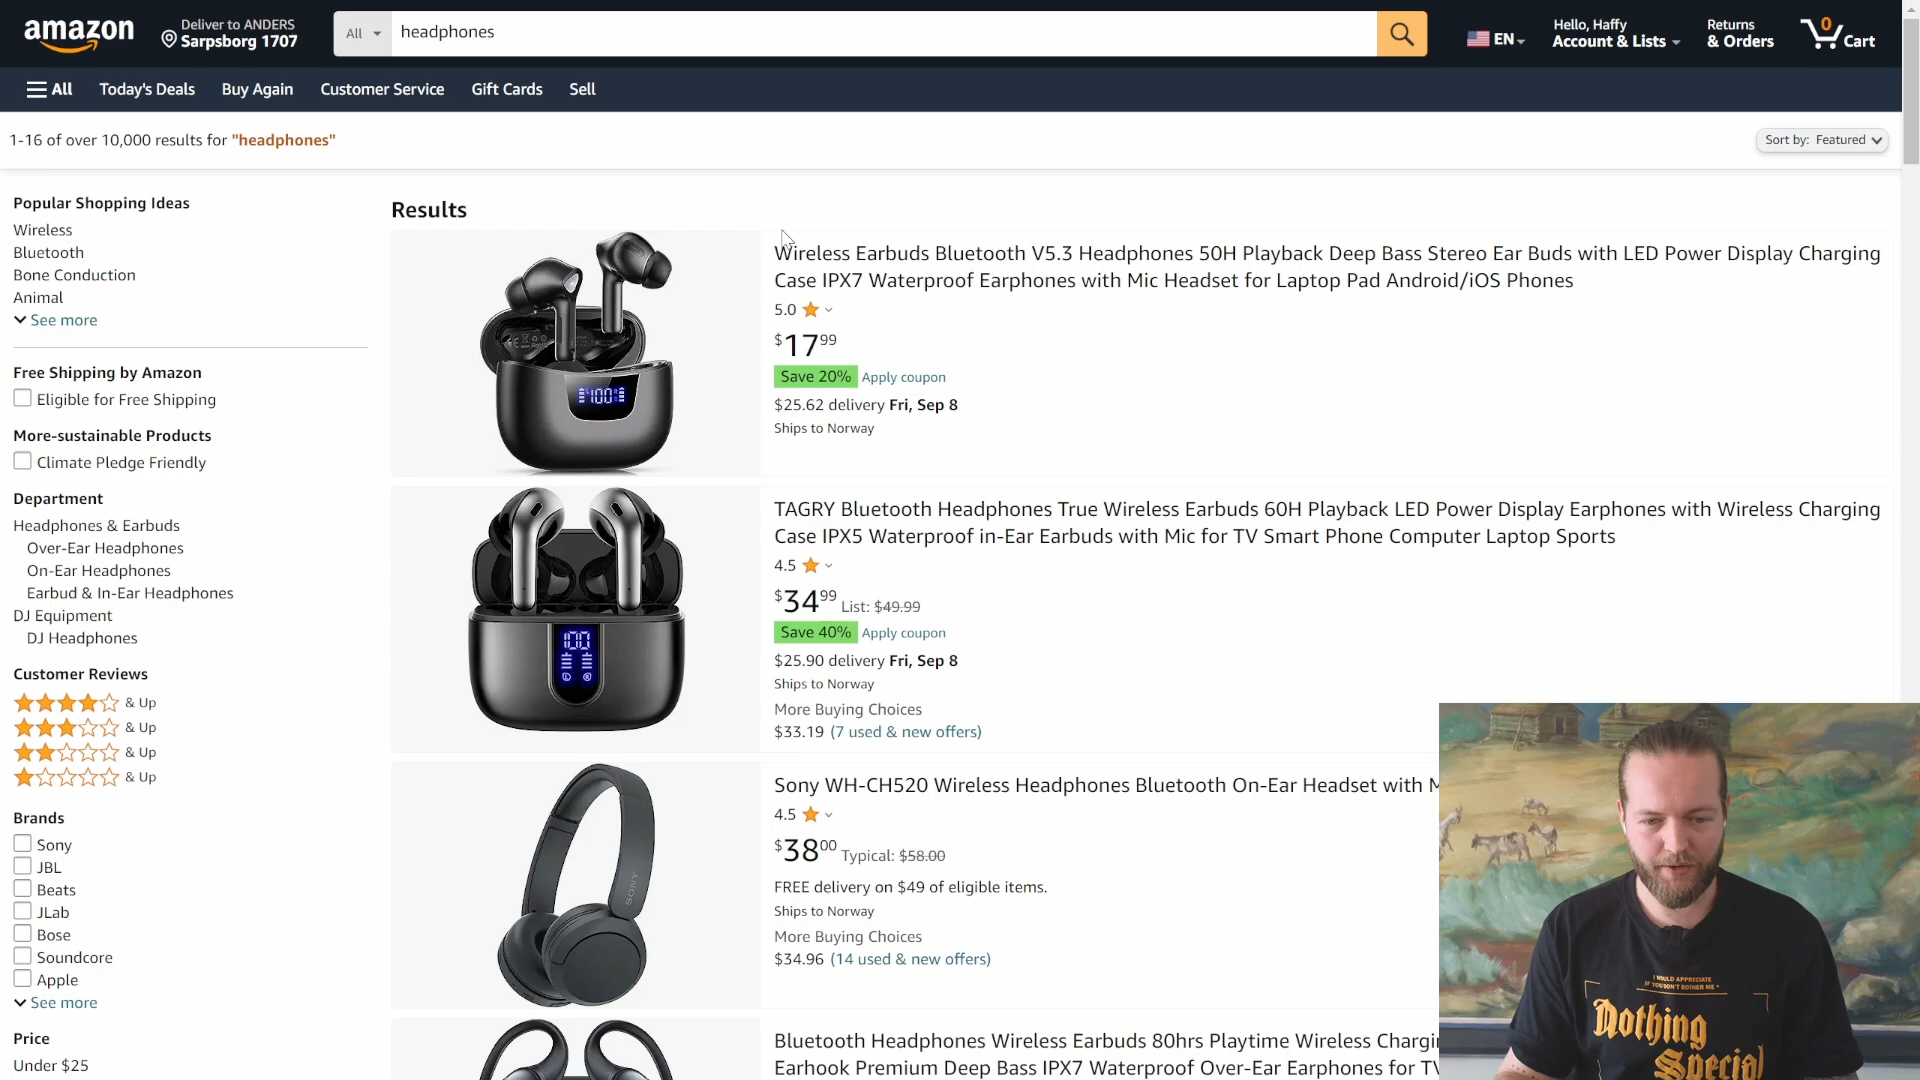 amazon
Deliver to ANDERS
Sarpsborg 1707
All
headphones
EN
Hello, Haffy
Account & Lists
Returns
& Orders
0
Cart
All
Today's Deals
Buy Again
Customer Service
Gift Cards
Sell
1-16 of over 10,000 results for "headphones"
Sort by: Featured
Popular Shopping Ideas
Wireless
Bluetooth
Bone Conduction
Animal
See more
Free Shipping by Amazon
Eligible for Free Shipping
More-sustainable Products
Climate Pledge Friendly
Department
Headphones & Earbuds
Over-Ear Headphones
On-Ear Headphones
Earbud & In-Ear Headphones
DJ Equipment
DJ Headphones
Customer Reviews
& Up
& Up
& Up
& Up
Brands
Sony
JBL
Beats
JLab
Bose
Soundcore
Apple
See more
Price
Under $25
Results
Wireless Earbuds Bluetooth V5.3 Headphones 50H Playback Deep Bass Stereo Ear Buds with LED Power Display Charging
Case IPX7 Waterproof Earphones with Mic Headset for Laptop Pad Android/iOS Phones
5.0
$17 99
Save 20% Apply coupon
$25.62 delivery Fri, Sep 8
Ships to Norway
100
TAGRY Bluetooth Headphones True Wireless Earbuds 60H Playback LED Power Display Earphones with Wireless Charging
Case IPX5 Waterproof in-Ear Earbuds with Mic for TV Smart Phone Computer Laptop Sports
4.5
$34 99 List: $49.99
Save 40% Apply coupon
$25.90 delivery Fri, Sep 8
Ships to Norway
More Buying Choices
$33.19 (7 used & new offers)
100
Sony WH-CH520 Wireless Headphones Bluetooth On-Ear Headset with
4.5
$38 00 Typical: $58.00
FREE delivery on $49 of eligible items.
Ships to Norway
More Buying Choices
$34.96 (14 used & new offers)
SONY
Bluetooth Headphones Wireless Earbuds 80hrs Playtime Wireless
Earhook Premium Deep Bass IPX7 Waterproof Over-Ear Earphones for
I WOULD APPRECIATE
IF YOU DON'T BOTHER ME
Nothing
Special